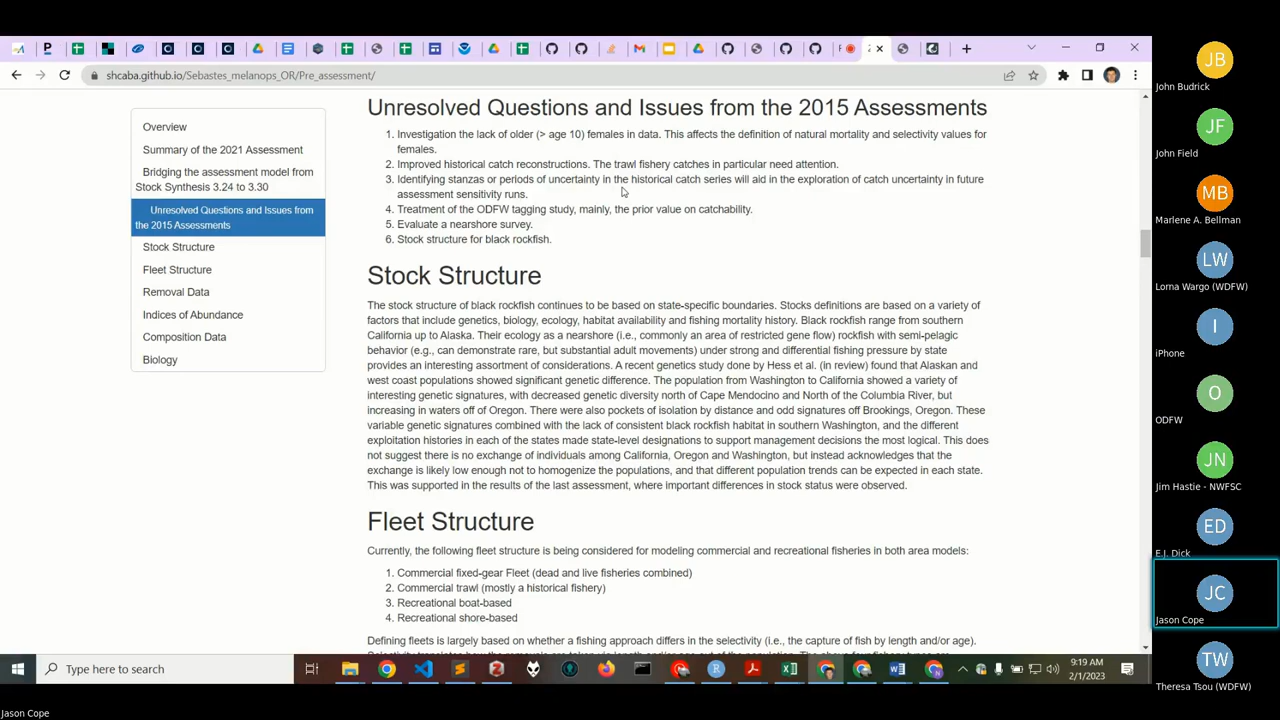 shcaba.github.io/Sebastes_melanops_OR/Pre_assessment/
Overview
Summary of the 2021 Assessment
Bridging the assessment model from
Stock Synthesis 3.24 to 3.30
Unresolved Questions and Issues from
the 2015 Assessments
Stock Structure
Fleet Structure
Removal Data
Indices of Abundance
Composition Data
Biology
Unresolved Questions and Issues from the 2015 Assessments
1. Investigation the lack of older (> age 10) females in data. This affects the definition of natural mortality and selectivity values for
females.
2. Improved historical catch reconstructions. The trawl fishery catches in particular need attention.
3. Identifying stanzas or periods of uncertainty in the historical catch series will aid in the exploration of catch uncertainty in future
assessment sensitivity runs.
4. Treatment of the ODFW tagging study, mainly, the prior value on catchability.
5. Evaluate a nearshore survey.
6. Stock structure for black rockfish.
Stock Structure
The stock structure of black rockfish continues to be based on state-specific boundaries. Stocks definitions are based on a variety of
factors that include genetics, biology, ecology, habitat availability and fishing mortality history. Black rockfish range from southern
California up to Alaska. Their ecology as a nearshore (i.e., commonly an area of restricted gene flow) rockfish with semi-pelagic
behavior (e.g., can demonstrate rare, but substantial adult movements) under strong and differential fishing pressure by state
provides an interesting assortment of considerations. A recent genetics study done by Hess et al. (in review) found that Alaskan and
west coast populations showed significant genetic difference. The population from Washington to California showed a variety of
interesting genetic signatures, with decreased genetic diversity north of Cape Mendocino and North of the Columbia River, but
increasing in waters off of Oregon. There were also pockets of isolation by distance and odd signatures off Brookings, Oregon. These
variable genetic signatures combined with the lack of consistent black rockfish habitat in southern Washington, and the different
exploitation histories in each of the states made state-level designations to support management decisions the most logical. This does
not suggest there is no exchange of individuals among California, Oregon and Washington, but instead acknowledges that the
exchange is likely low enough not to homogenize the populations, and that different population trends can be expected in each state.
This was supported in the results of the last assessment, where important differences in stock status were observed.
Fleet Structure
Currently, the following fleet structure is being considered for modeling commercial and recreational fisheries in both area models:
1. Commercial fixed-gear Fleet (dead and live fisheries combined)
2. Commercial trawl (mostly a historical fishery)
3. Recreational boat-based
4. Recreational shore-based
Defining fleets is largely based on whether a fishing approach differs in the selectivity (i.e., the capture of fish by length and/or age).
Type here to search
9:19 AM
2/1/2023
JB
John Budrick
JF
John Field
MB
Marlene A. Bellman
LW
Lorna Wargo (WDFW)
I
iPhone
O
ODFW
JN
Jim Hastie - NWFSC
ED
E.J. Dick
JC
Jason Cope
TW
Theresa Tsou (WDFW)
Jason Cope